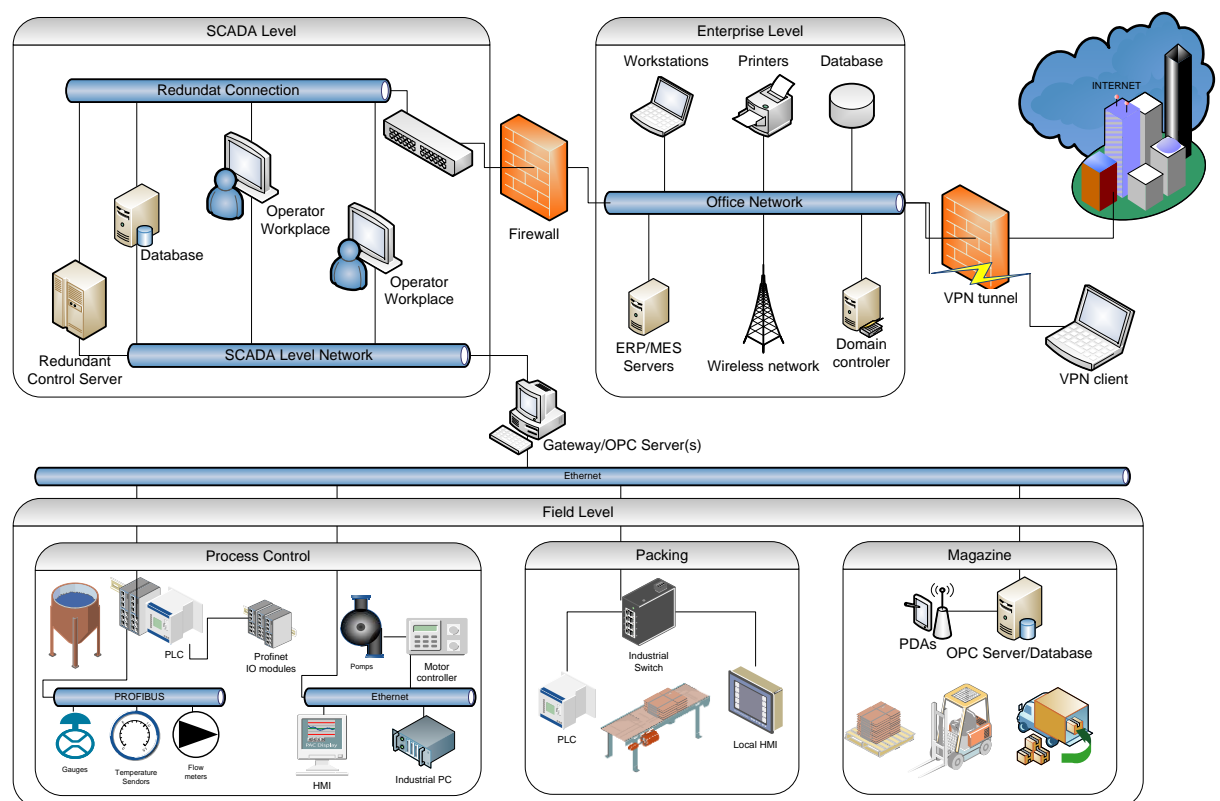 SCADA Level
Redundat Connection
Database
Operator
Workplace
Operator
Workplace
Redundant
Control Server
SCADA Level Network
Firewall
Enterprise Level
Workstations
Printers
Database
Office Network
ERP/MES
Servers
Wireless network
Domain
controler
INTERNET
VPN tunnel
VPN client
Gateway/OPC Server(s)
Ethernet
Field Level
Process Control
PLC
Profinet
IO modules
Pomps
Motor
controller
PROFIBUS
Ethernet
Gauges
Temperature
Sendors
Flow
meters
PAC Display
HMI
Industrial PC
Packing
Industrial
Switch
PLC
Local HMI
Magazine
PDAs
OPC Server/Database